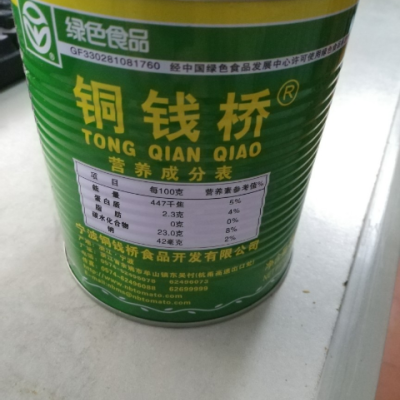 绿色食品
GF330281081760 经中国绿色食品发展中心许可使用绿色食品
铜钱桥®
TONG QIAN QIAO
营养成分表
项目 每100克 营养素参考值%
能量 447千焦 5%
蛋白质 2.3克 4%
脂肪 0克 0%
碳水化合物 23.0克 8%
钠 42毫克 2%
宁波铜钱桥食品开发有限公司